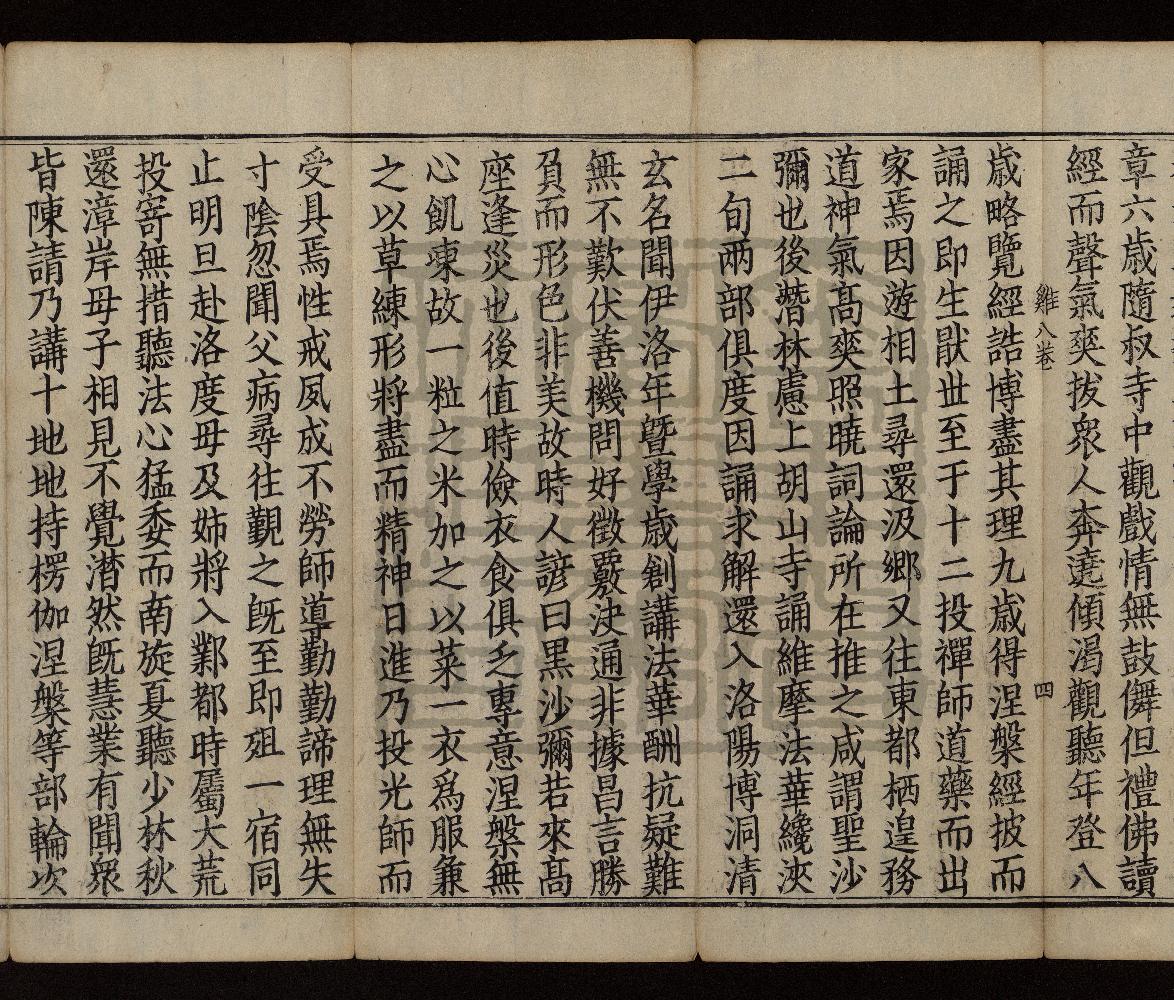 章六歲隨叔寺中觀戲情無鼓儛但禮佛讀
經而聲氣爽拔衆人奔遶傾渴觀聽年登八
雞八卷 四
歲略覽經誥博盡其理九歲得涅槃經披而
誦之即生猒世至于十二投禪師道藥而出
家焉因遊相土尋還汲鄉又往東都栖遑務
道神氣髙爽照曉詞論所在推之咸謂聖沙
彌也後潛林慮上胡山寺誦維摩法華纔浹
二旬兩部俱度因誦求解還入洛陽博洞清
玄名聞伊洛年暨學歲創講法華酬抗疑難
無不歎伏善機問好徵覈決通非據昌言勝
負而形色非美故時人諺曰黑沙彌若來髙
座逢災也後值時儉衣食俱乏專意涅槃無
心飢凍故一粒之米加之以菜一衣爲服兼
之以草練形將盡而精神日進乃投光師而
受具焉性戒夙成不勞師導勤勤諦理無失
寸陰忽聞父病尋往覲之旣至即殂一宿同
止明旦赴洛度母及姊將入鄴都時屬大荒
投寄無措聽法心猛委而南旋夏聽少林秋
還漳岸母子相見不覺潸然旣慧業有聞衆
皆陳請乃講十地地持楞伽涅槃等部輪次